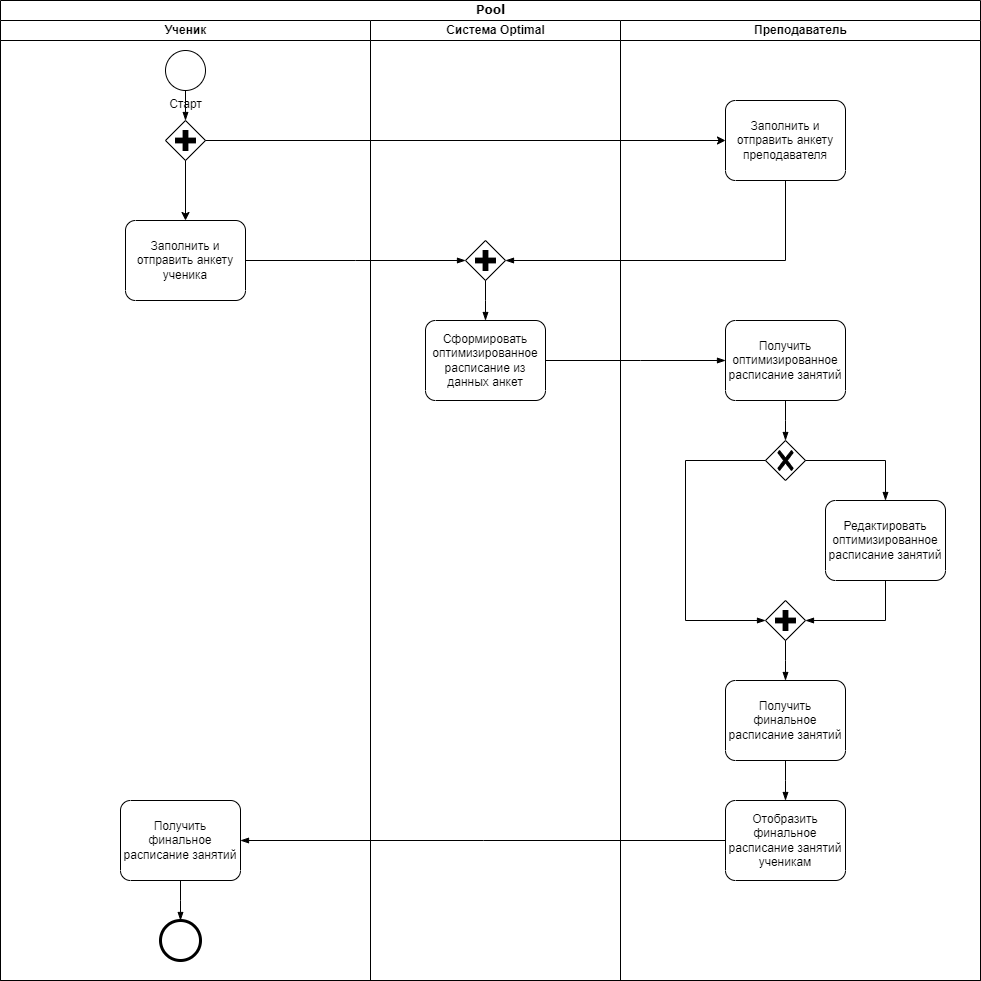 Pool
Ученик
Система Optimal
Преподаватель
Старт
Заполнить и
отправить анкету
преподавателя
Заполнить и
отправить анкету
ученика
Сформировать
оптимизированное
расписание из
данных анкет
Получить
оптимизированное
расписание занятий
Редактировать
оптимизированное
расписание занятий
Получить
финальное
расписание занятий
Получить
финальное
расписание занятий
Отобразить
финальное
расписание занятий
ученикам